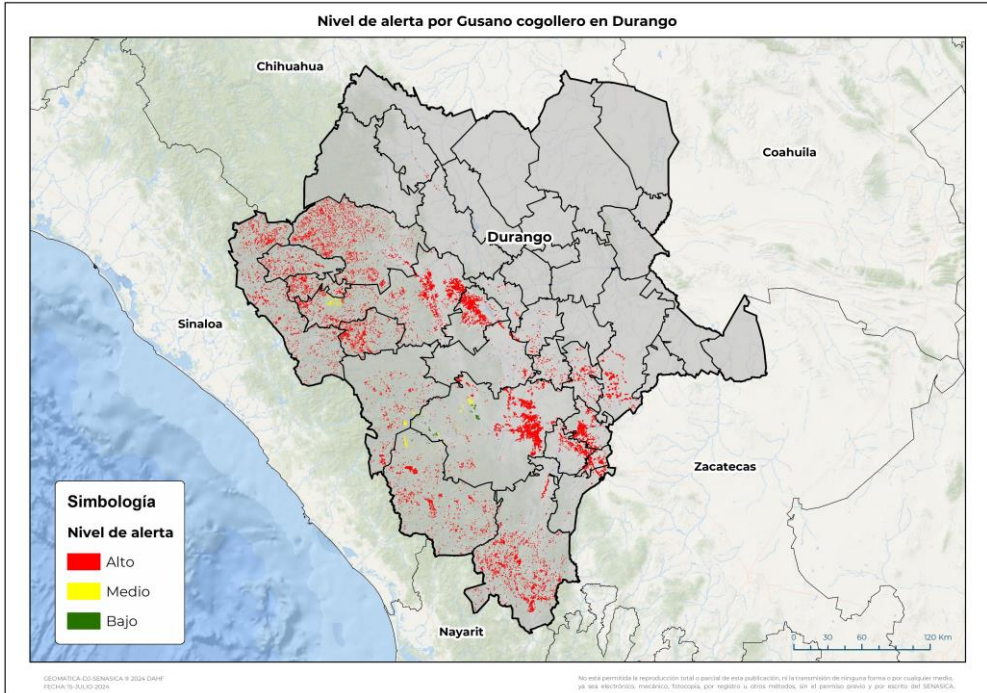 Nivel de alerta por Gusano cogollero en Durango
Chihuahua
Coahuila
Durango
Sinaloa
Zacatecas
Nayarit
Simbología
Nivel de alerta
Alto
Medio
Bajo
0 30 60 120 Km
GEOMATICA-DJ-SENASICA ® 2024 DAHF
FECHA: 15 JULIO 2024
No está permitida la reproducción total o parcial de esta publicación, ni la transmisión de ninguna forma o por cualquier medio,
ya sea electrónico, mecánico, fotocopia, por registro u otros métodos, sin el permiso previo y por escrito del SENASICA.